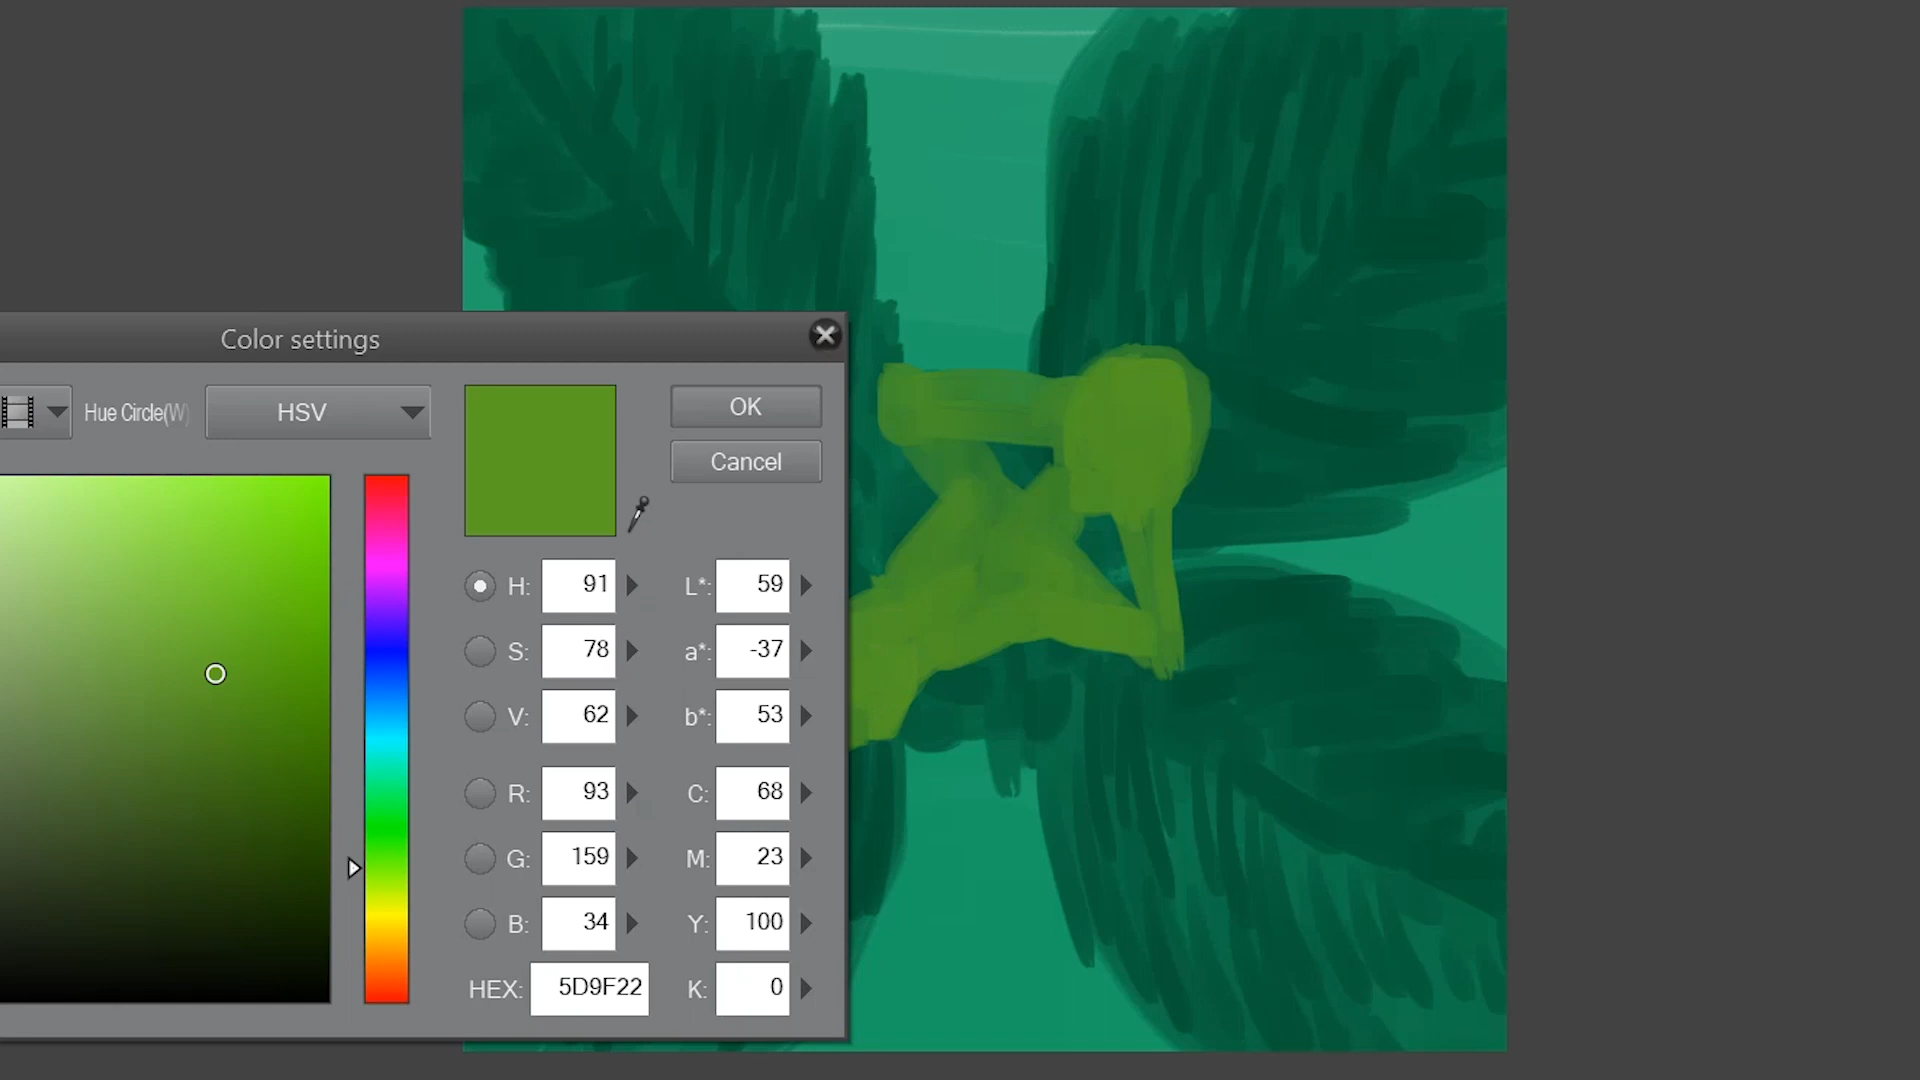 Color settings
Hue Circle(W)
HSV
OK
Cancel
H: 91 L*: 59
S: 78 a*: -37
V: 62 b*: 53
R: 93 C: 68
G: 159 M: 23
B: 34 Y: 100
HEX: 5D9F22 K: 0